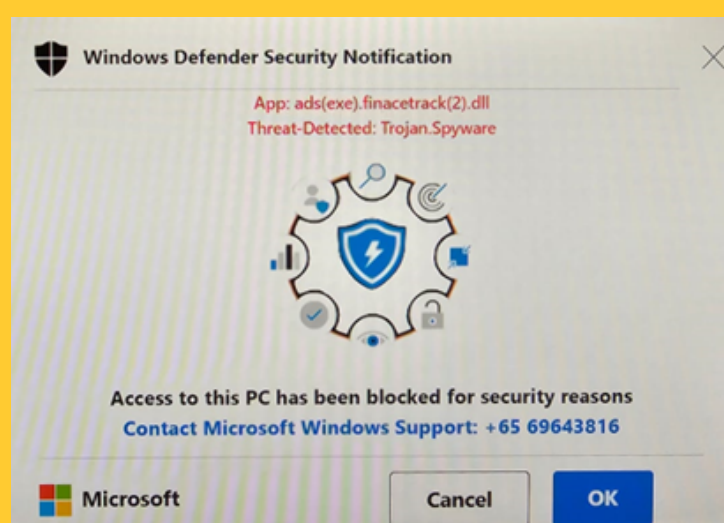 Windows Defender Security Notification
App: ads(exe).finacetrack(2).dll
Threat-Detected: Trojan.Spyware
Access to this PC has been blocked for security reasons
Contact Microsoft Windows Support: +65 69643816
Microsoft
Cancel
OK